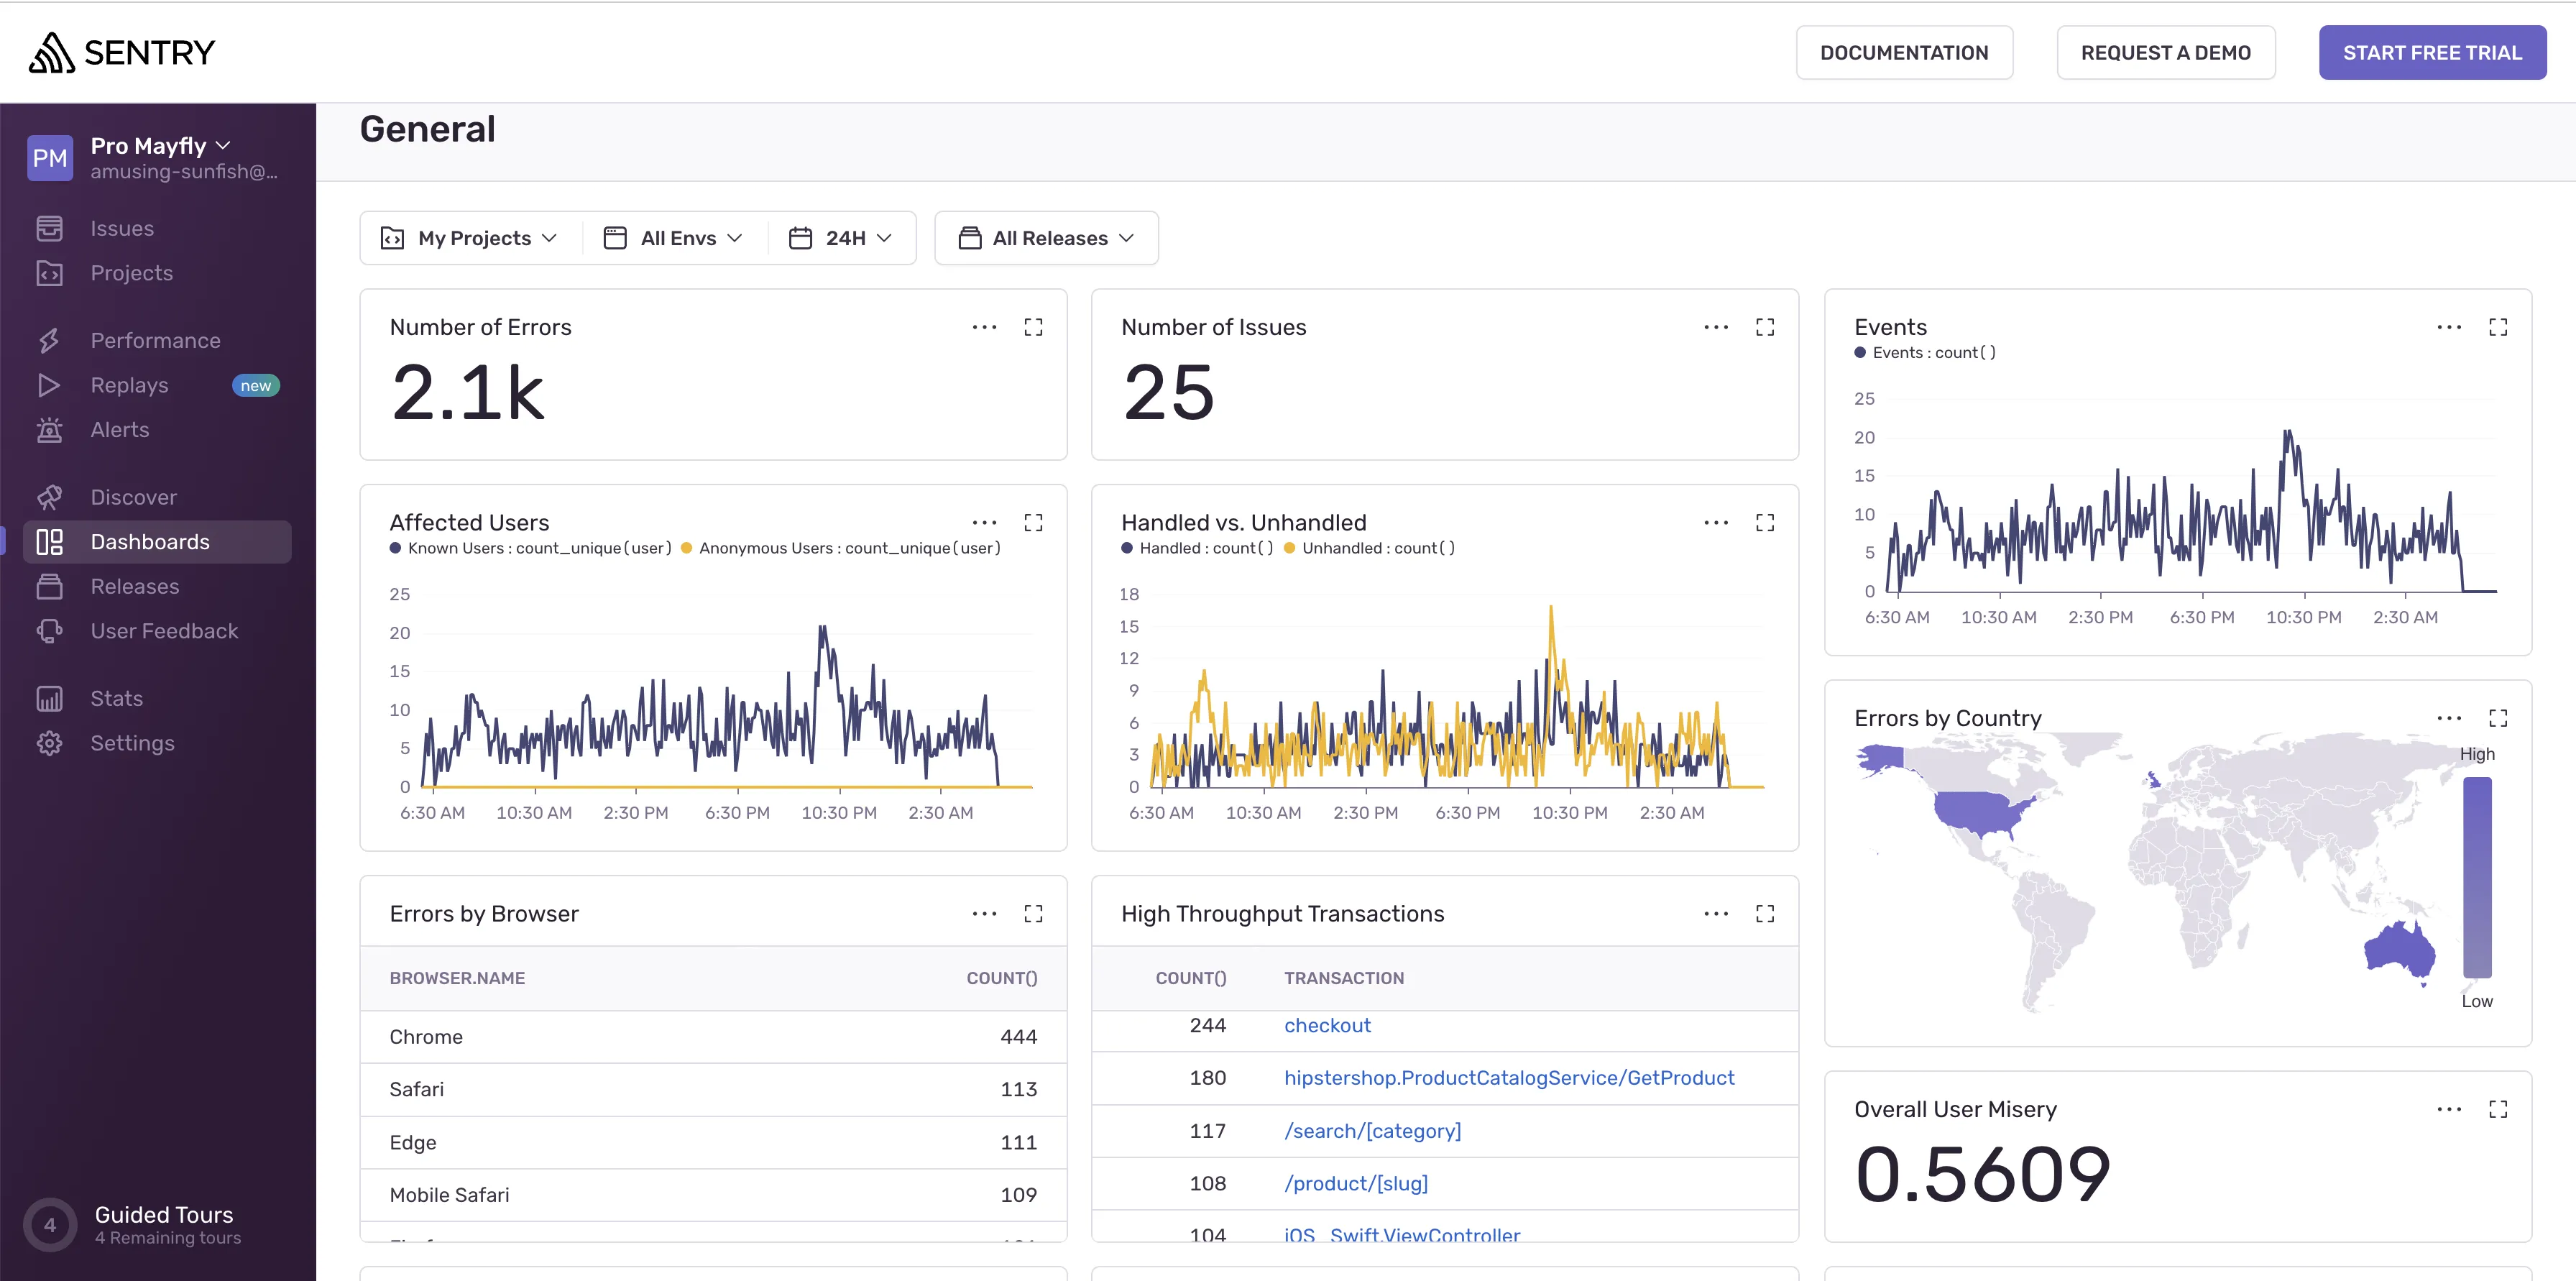 SENTRY
DOCUMENTATION
REQUEST A DEMO
START FREE TRIAL
PM
Pro Mayfly
amusing-sunfish@...
Issues
Projects
Performance
Replays
new
Alerts
Discover
Dashboards
Releases
User Feedback
Stats
Settings
4
Guided Tours
4 Remaining tours
General
My Projects
All Envs
24H
All Releases
Number of Errors
2.1k
Number of Issues
25
Events
Events : count()
25
20
15
10
5
0
6:30 AM 10:30 AM 2:30 PM 6:30 PM 10:30 PM 2:30 AM
Affected Users
Known Users : count_unique(user) Anonymous Users : count_unique(user)
25
20
15
10
5
0
6:30 AM 10:30 AM 2:30 PM 6:30 PM 10:30 PM 2:30 AM
Handled vs. Unhandled
Handled : count() Unhandled : count()
18
15
12
9
6
3
0
6:30 AM 10:30 AM 2:30 PM 6:30 PM 10:30 PM 2:30 AM
Errors by Country
High
Low
Errors by Browser
BROWSER.NAME COUNT()
Chrome 444
Safari 113
Edge 111
Mobile Safari 109
High Throughput Transactions
COUNT() TRANSACTION
244 checkout
180 hipstershop.ProductCatalogService/GetProduct
117 /search/[category]
108 /product/[slug]
104 iOS_Swift.ViewController
Overall User Misery
0.5609